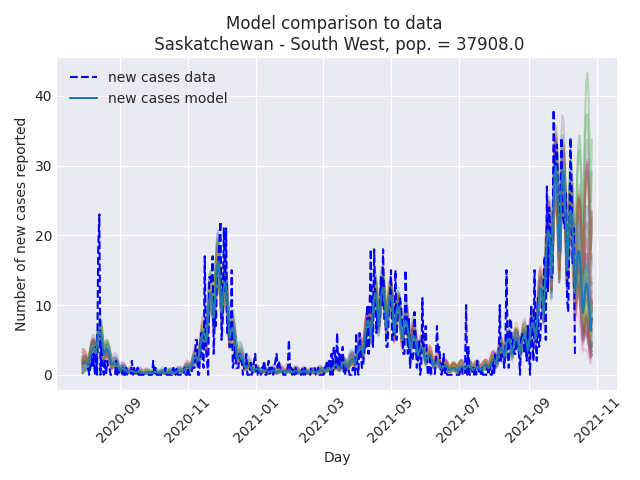 Model comparison to data
Saskatchewan - South West, pop. = 37908.0
new cases data
new cases model
Number of new cases reported
40
30
20
10
0
2020-09
2020-11
2021-01
2021-03
2021-05
2021-07
2021-09
2021-11
Day